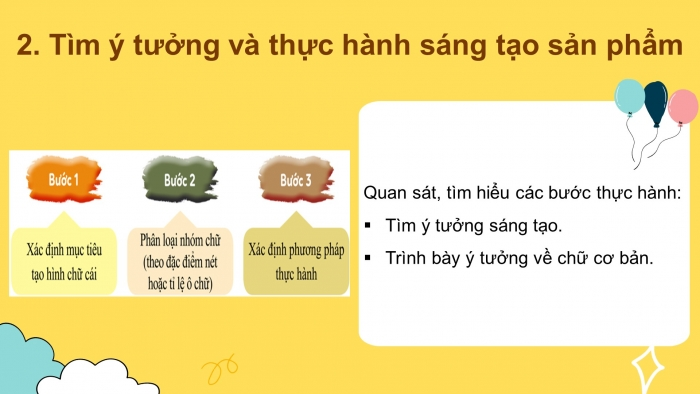 2. Tìm ý tưởng và thực hành sáng tạo sản phẩm
Bước 1
Xác định mục tiêu
tạo hình chữ cái
Bước 2
Phân loại nhóm chữ
(theo đặc điểm nét
hoặc tỉ lệ ô chữ)
Bước 3
Xác định phương pháp
thực hành
Quan sát, tìm hiểu các bước thực hành:
▪ Tìm ý tưởng sáng tạo.
▪ Trình bày ý tưởng về chữ cơ bản.